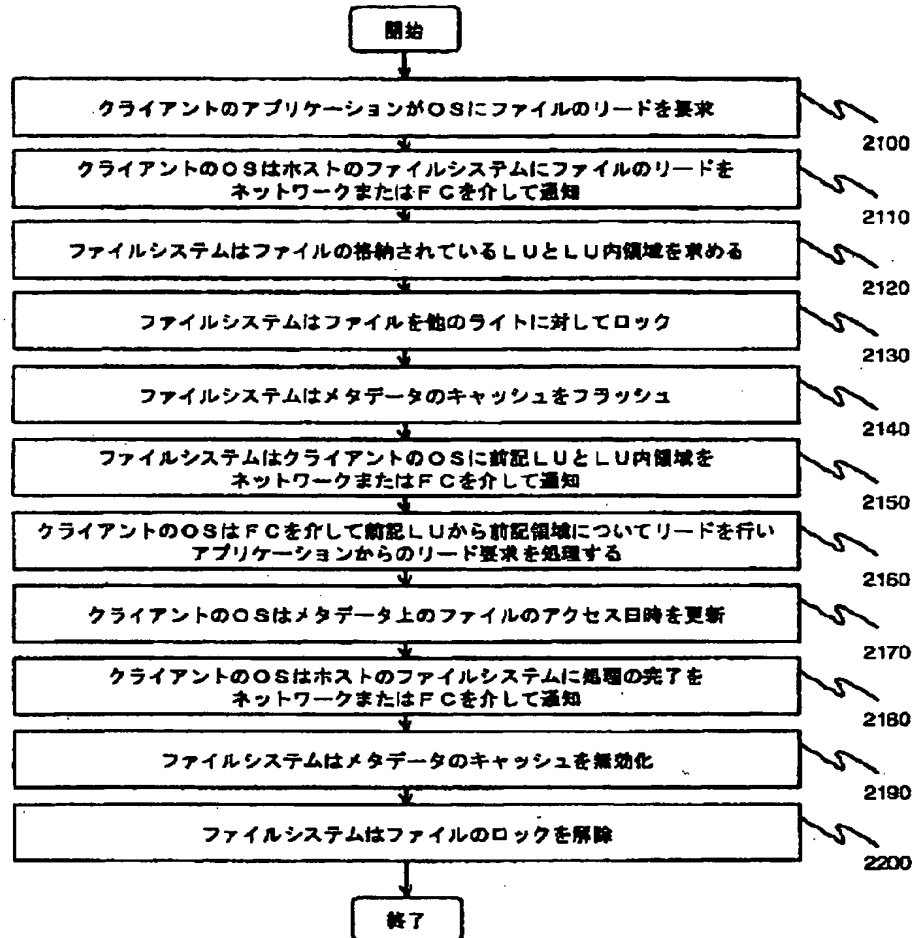 開始
クライアントのアプリケーションがOSにファイルのリードを要求
2100
クライアントのOSはホストのファイルシステムにファイルのリードを
ネットワークまたはFCを介して通知
2110
ファイルシステムはファイルの格納されているLUとLU内領域を求める
2120
ファイルシステムはファイルを他のライトに対してロック
2130
ファイルシステムはメタデータのキャッシュをフラッシュ
2140
ファイルシステムはクライアントのOSに前記LUとLU内領域を
ネットワークまたはFCを介して通知
2150
クライアントのOSはFCを介して前記LUから前記領域についてリードを行い
アプリケーションからのリード要求を処理する
2160
クライアントのOSはメタデータ上のファイルのアクセス日時を更新
2170
クライアントのOSはホストのファイルシステムに処理の完了を
ネットワークまたはFCを介して通知
2180
ファイルシステムはメタデータのキャッシュを無効化
2190
ファイルシステムはファイルのロックを解除
2200
終了